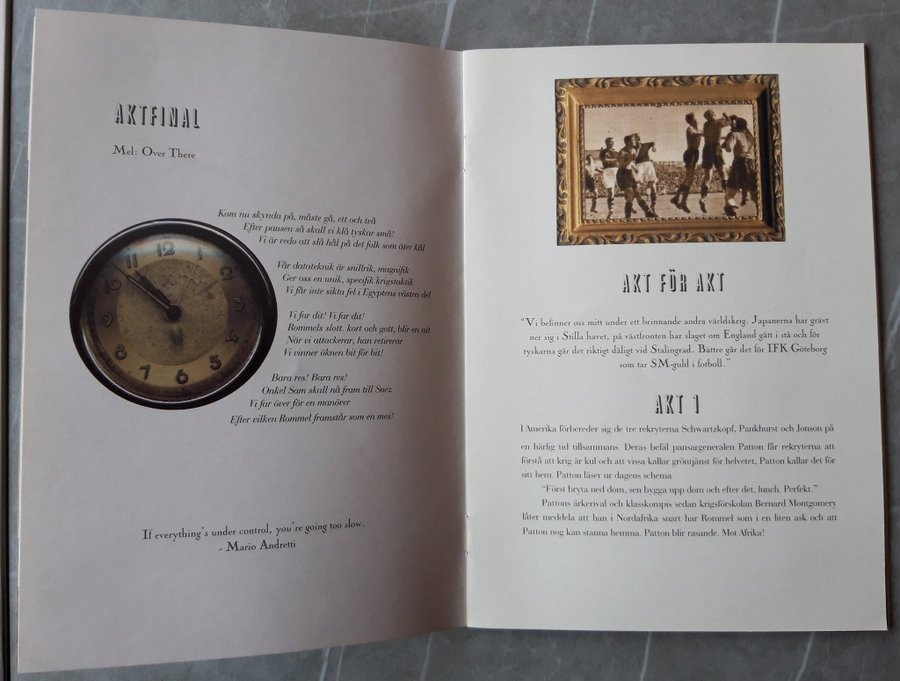 AKTFINAL
Mel: Over There
Kom nu skynda på, måste gå, ett och två
Efter pausen så skall vi klå tyskar små!
Vi är redo att slå hål på det folk som äter kål
Vår datateknik är snillrik, magnifik
Ger oss en unik, specifik krigstaktik
Vi får inte sikta fel i Egyptens västra del
Vi far dit! Vi far dit!
Rommels slott, kort och gott, blir en nit
När vi attackerar, han retirerar
Vi vinner öknen bit för bit!
Bara res! Bara res!
Onkel Sam skall nå fram till Suez
Vi far över för en manöver
Efter vilken Rommel framstår som en mes!
12
11
10
9
8
7
6
5
4
3
2
1
If everything's under control, you're going too slow.
- Mario Andretti
AKT FÖR AKT
"Vi befinner oss mitt under ett brinnande andra världskrig. Japanerna har grävt
ner sig i Stilla havet, på västfronten har slaget om England gått i stå och för
tyskarna går det riktigt dåligt vid Stalingrad. Bättre går det för IFK Göteborg
som tar SM-guld i fotboll."
AKT 1
I Amerika förbereder sig de tre rekryterna Schwartzkopf, Pankhurst och Jonson på
en härlig tid tillsammans. Deras befäl pansargeneralen Patton får rekryterna att
förstå att krig är kul och att vissa kallar gröntjänst för helvetet, Patton kallar det för
sitt hem. Patton läser ur dagens schema
"Först bryta ned dom, sen bygga upp dom och efter det, lunch. Perfekt."
Pattons ärkerival och klasskompis sedan krigsförskolan Bernard Montgomery
låter meddela att han i Nordafrika snart har Rommel som i en liten ask och att
Patton nog kan stanna hemma. Patton blir rasande. Mot Afrika!